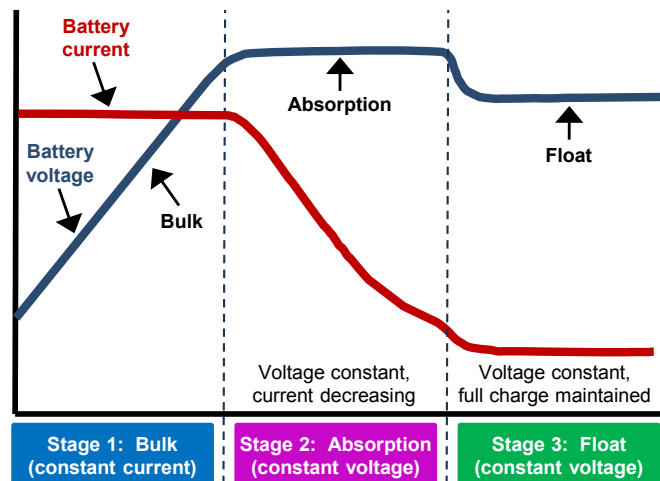 Battery
current
Absorption
Battery
voltage
Float
Bulk
Voltage constant,
current decreasing
Voltage constant,
full charge maintained
Stage 1: Bulk
(constant current)
Stage 2: Absorption
(constant voltage)
Stage 3: Float
(constant voltage)